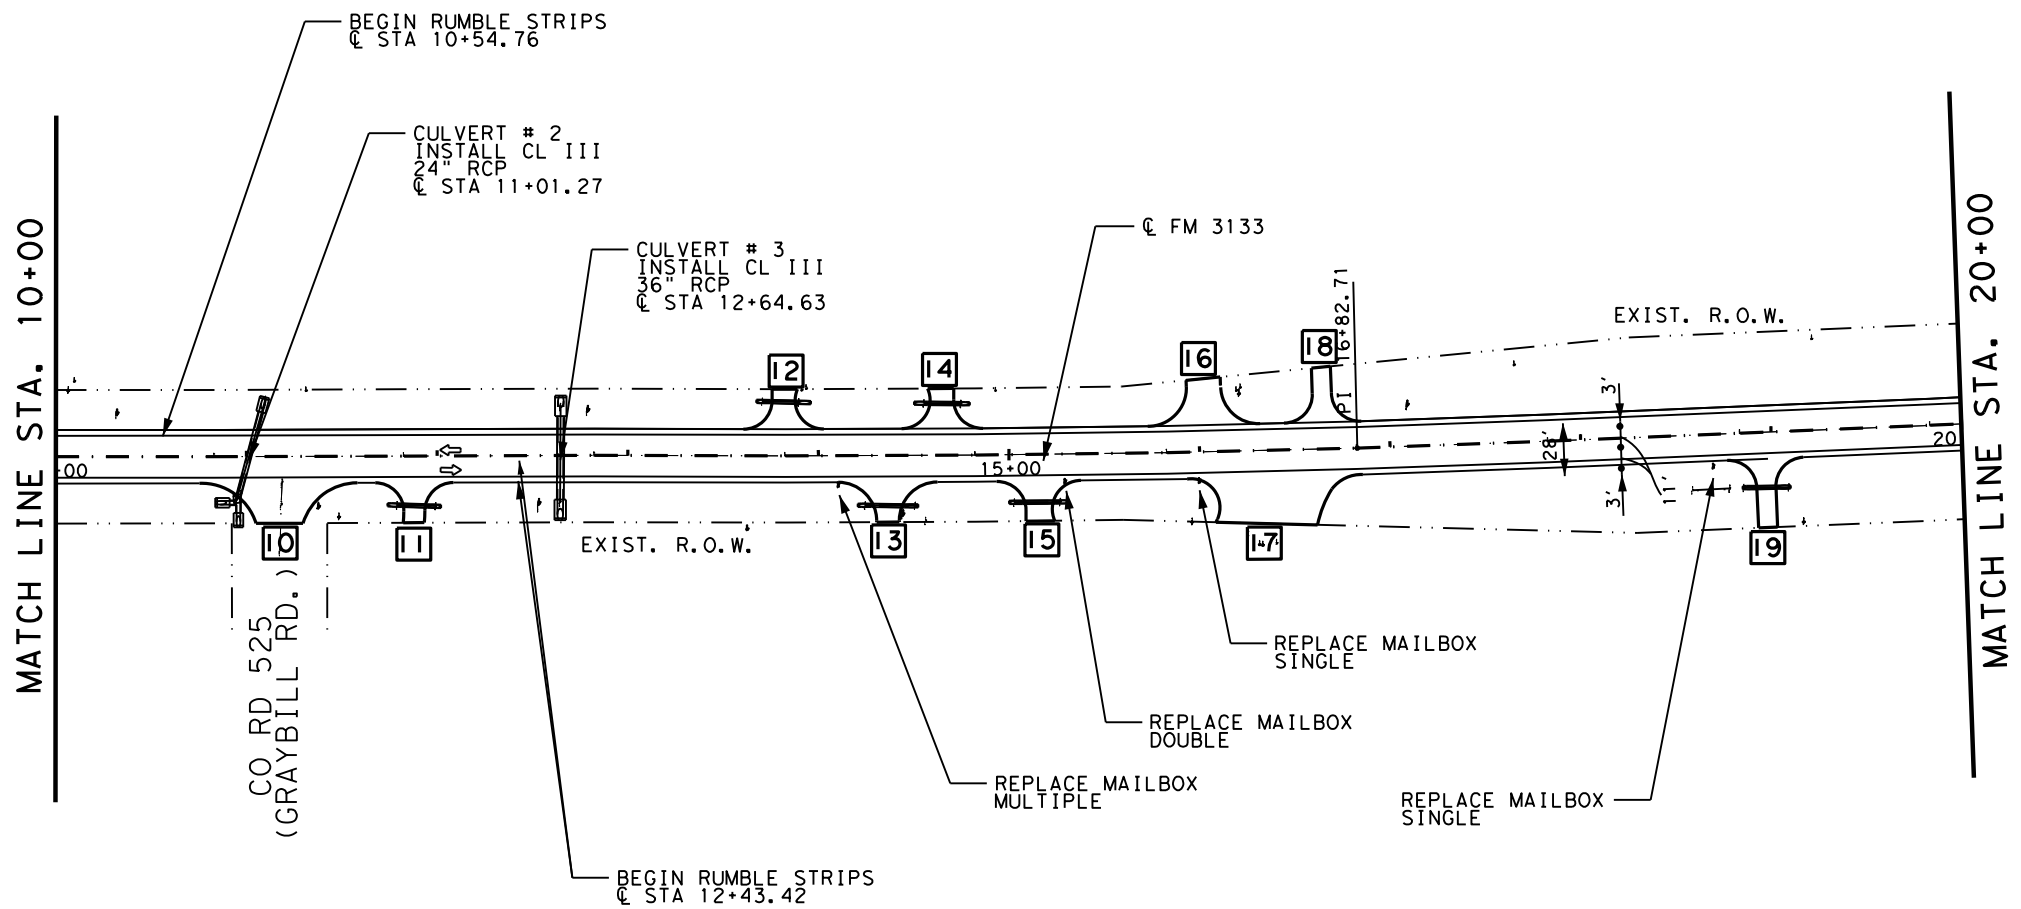 BEGIN RUMBLE STRIPS
℄ STA 10+54.76
CULVERT # 2
INSTALL CL III
24" RCP
℄ STA 11+01.27
CULVERT # 3
INSTALL CL III
36" RCP
℄ STA 12+64.63
℄ FM 3133
PI 16+82.71
EXIST. R.O.W.
MATCH LINE STA. 10+00
MATCH LINE STA. 20+00
12
14
16
18
3'
28'
11'
3'
:00
15+00
20
10
11
13
15
17
19
EXIST. R.O.W.
CO RD 525
(GRAYBILL RD.)
REPLACE MAILBOX
SINGLE
REPLACE MAILBOX
DOUBLE
REPLACE MAILBOX
MULTIPLE
REPLACE MAILBOX
SINGLE
BEGIN RUMBLE STRIPS
℄ STA 12+43.42